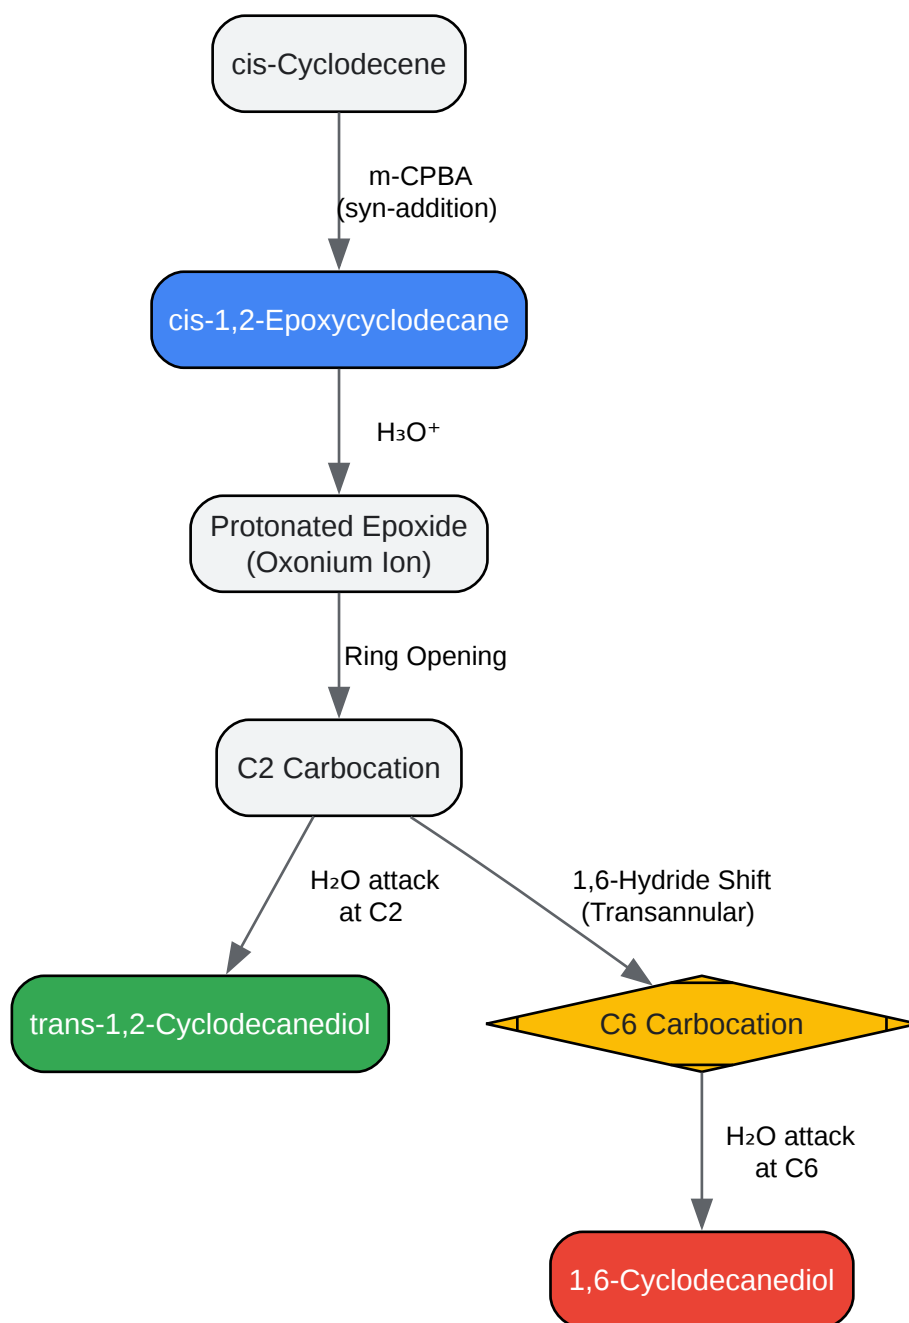 cis-Cyclodecene
m-CPBA
(syn-addition)
cis-1,2-Epoxycyclodecane
H₃O⁺
Protonated Epoxide
(Oxonium Ion)
Ring Opening
C2 Carbocation
H₂O attack
at C2
1,6-Hydride Shift
(Transannular)
trans-1,2-Cyclodecanediol
C6 Carbocation
H₂O attack
at C6
1,6-Cyclodecanediol